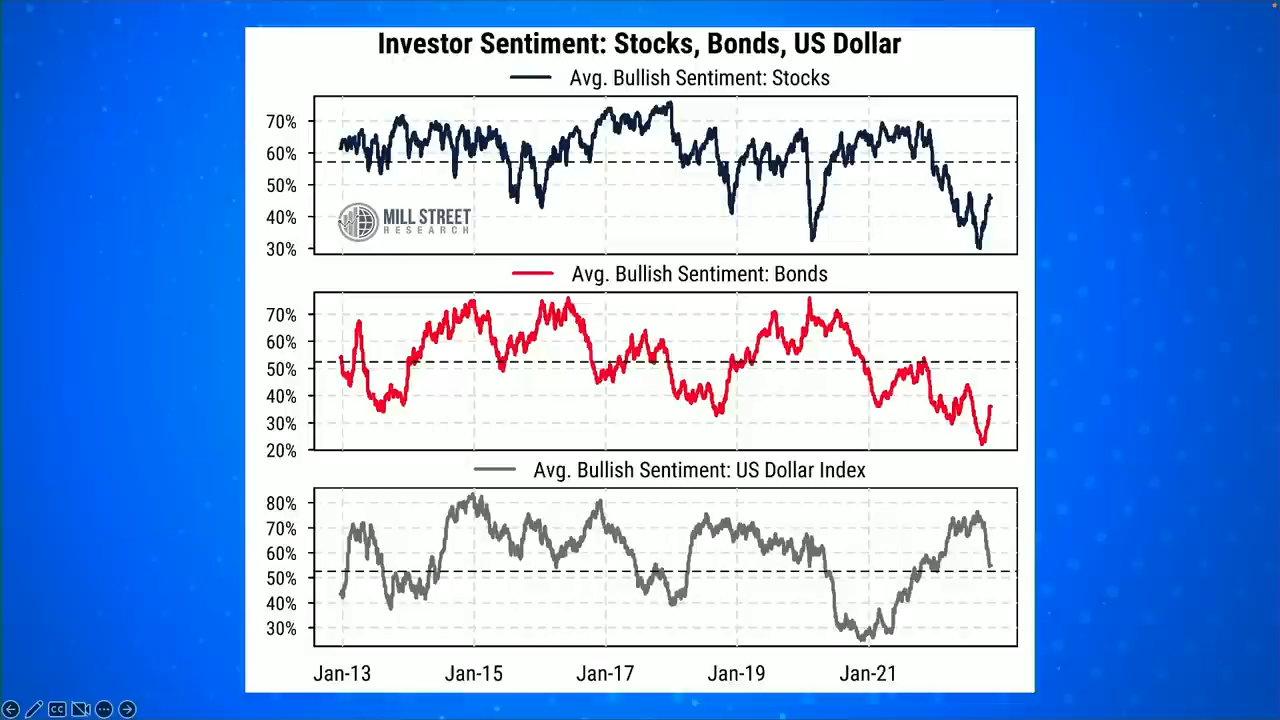 Investor Sentiment: Stocks, Bonds, US Dollar
Avg. Bullish Sentiment: Stocks
70%
60%
50%
40%
30%
MILL STREET
RESEARCH
Avg. Bullish Sentiment: Bonds
70%
60%
50%
40%
30%
20%
Avg. Bullish Sentiment: US Dollar Index
80%
70%
60%
50%
40%
30%
Jan-13 Jan-15 Jan-17 Jan-19 Jan-21
CC